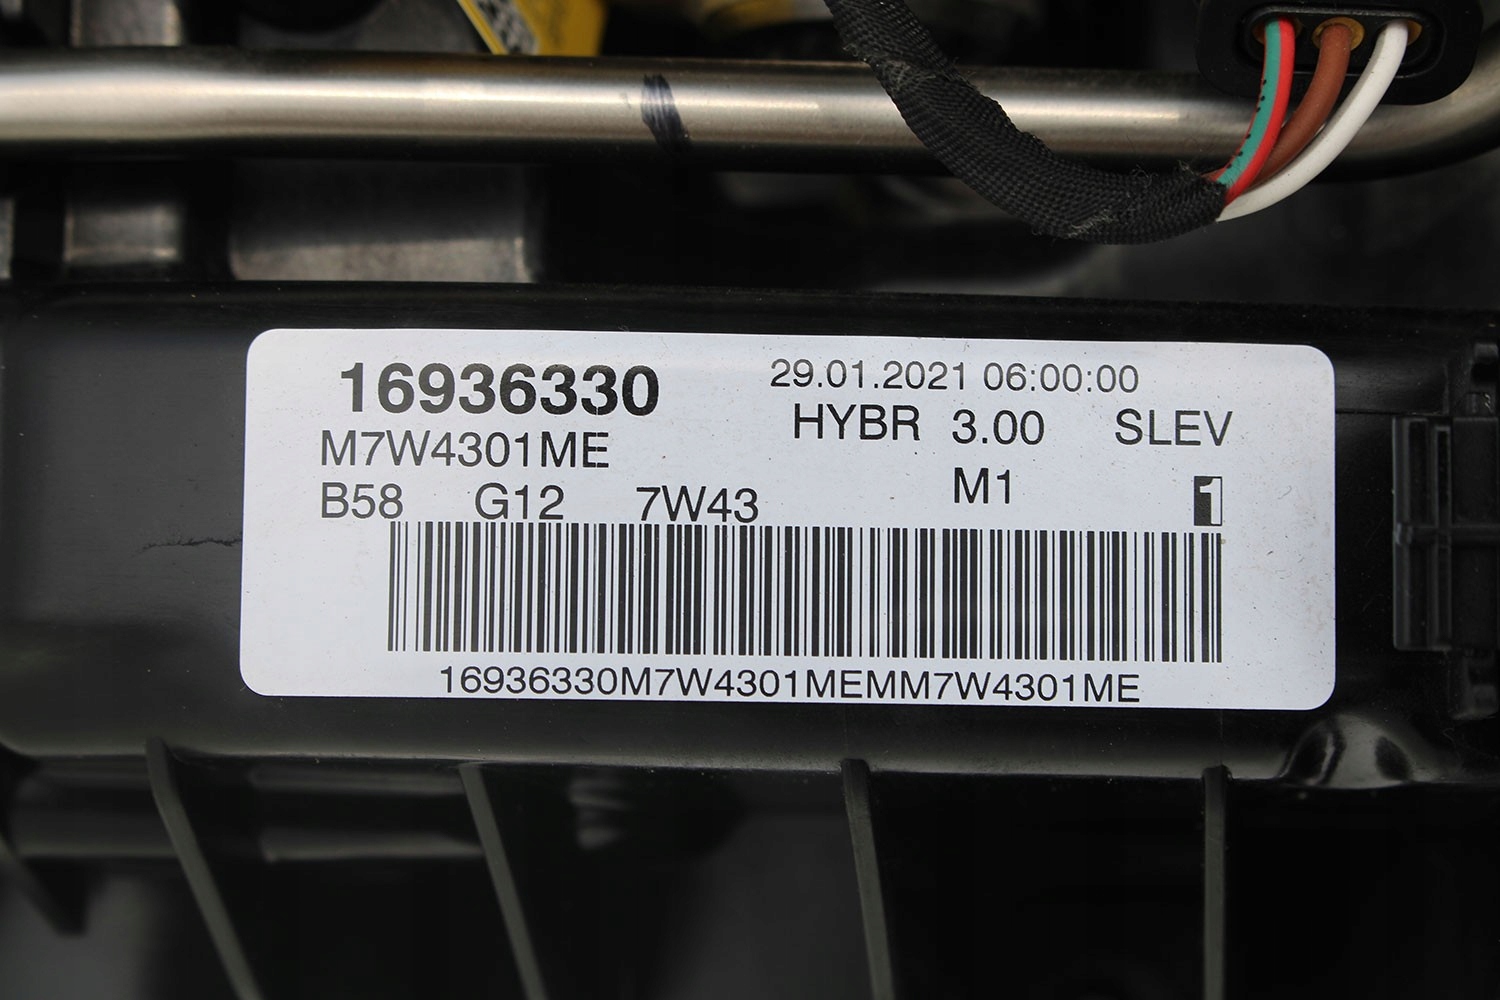 16936330 29.01.2021 06:00:00
M7W4301ME HYBR 3.00 SLEV
B58 G12 7W43 M1 1
16936330M7W4301MEMM7W4301ME